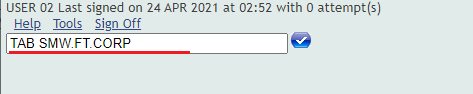 USER 02 Last signed on 24 APR 2021 at 02:52 with 0 attempt(s)
Help Tools Sign Off
TAB SMW.FT.CORP